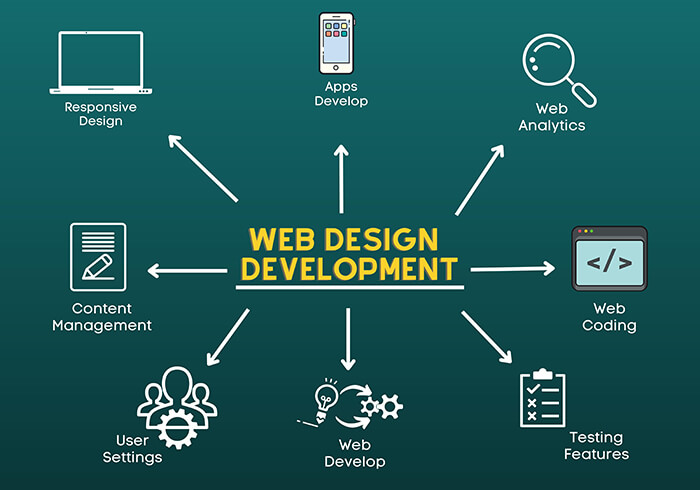 Responsive
Design
Apps
Develop
Web
Analytics
WEB DESIGN
DEVELOPMENT
Content
Management
</>
Web
Coding
User
Settings
Web
Develop
Testing
Features